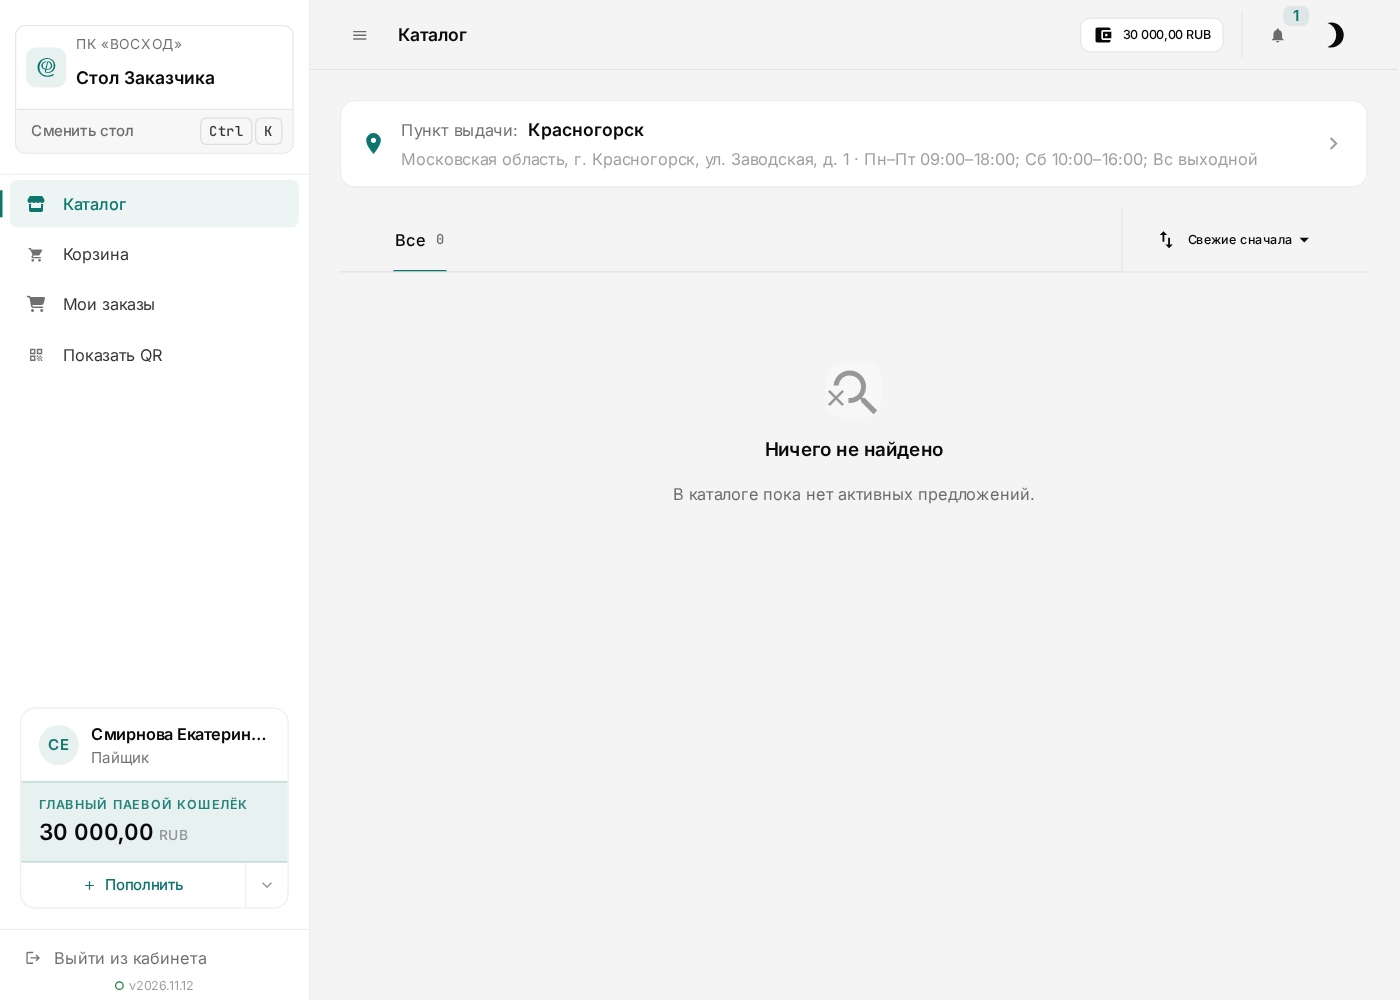 ПК «ВОСХОД»
Стол Заказчика
Сменить стол
Ctrl K
Каталог
Корзина
Мои заказы
Показать QR
СЕ
Смирнова Екатерин...
Пайщик
ГЛАВНЫЙ ПАЕВОЙ КОШЕЛЁК
30 000,00 RUB
+ Пополнить
Выйти из кабинета
v2026.11.12
Каталог
30 000,00 RUB
1
Пункт выдачи: Красногорск
Московская область, г. Красногорск, ул. Заводская, д. 1 · Пн–Пт 09:00–18:00; Сб 10:00–16:00; Вс выходной
Все 0
Свежие сначала
Ничего не найдено
В каталоге пока нет активных предложений.